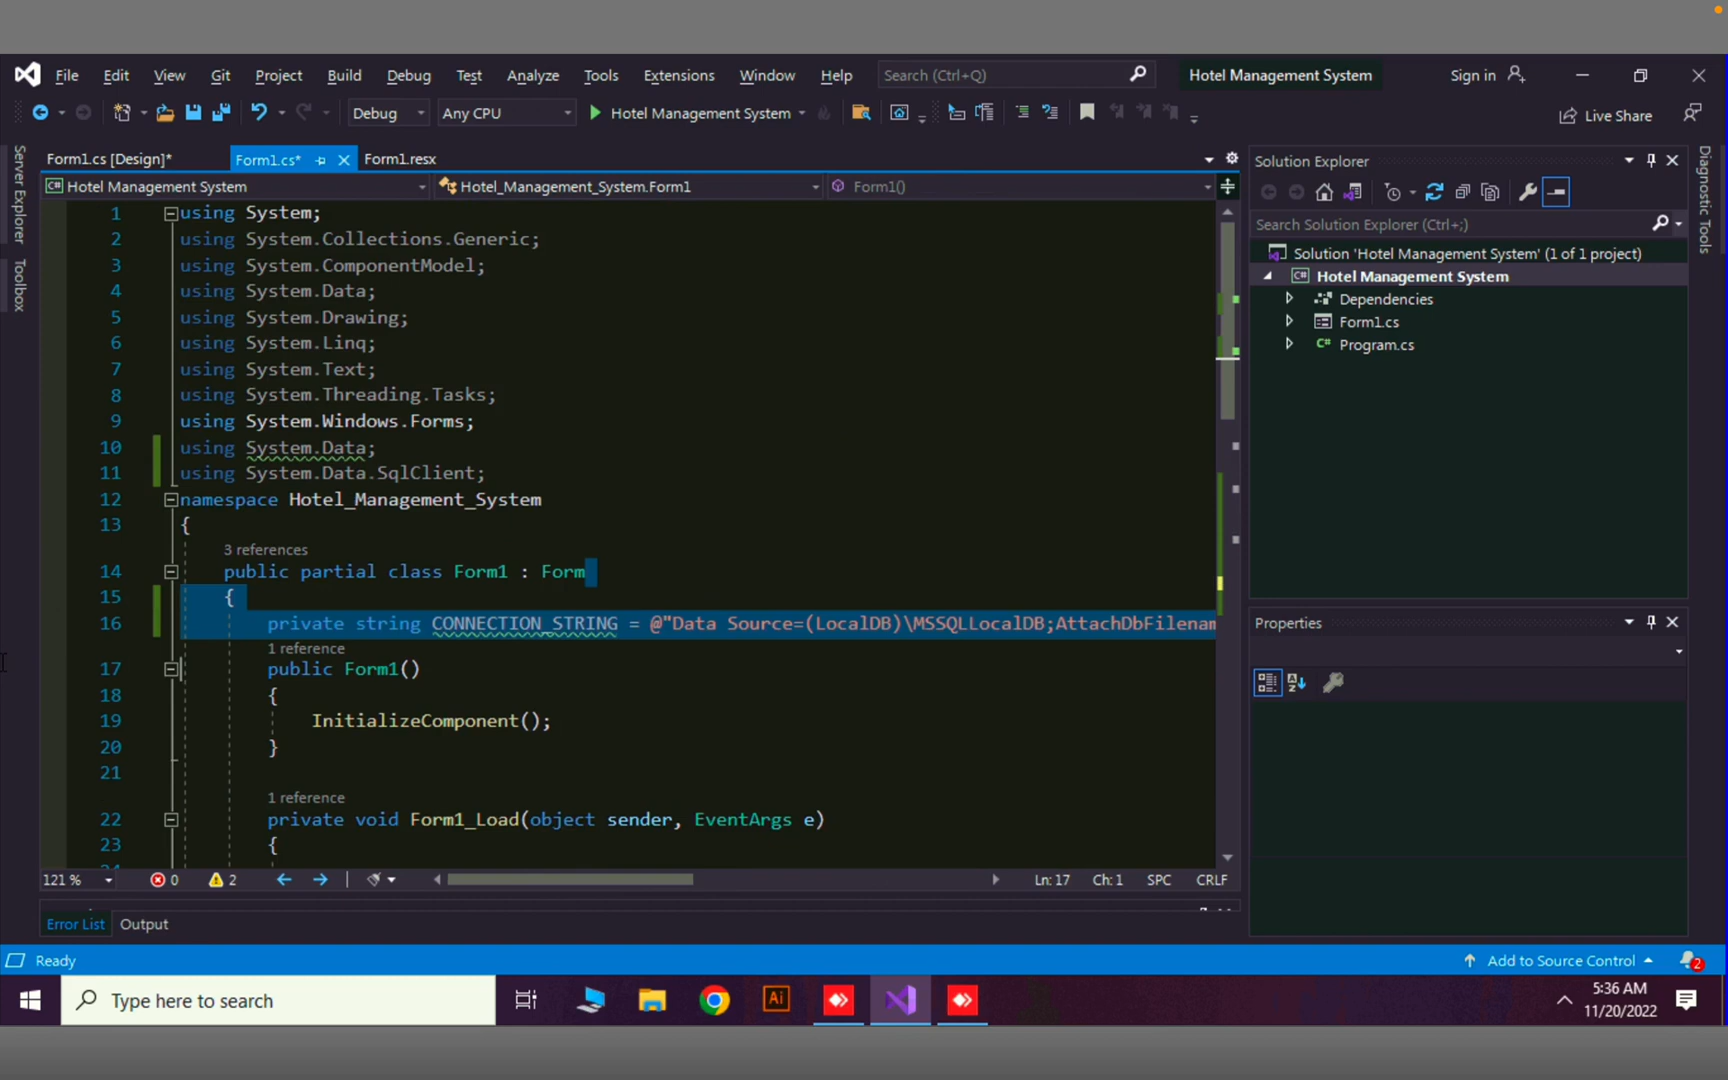 File Edit View Git Project Build Debug Test Analyze Tools Extensions Window Help Search (Ctrl+Q) Hotel Management System Sign in
Debug Any CPU Hotel Management System Live Share
Form1.cs [Design]* Form1.cs* Form1.resx
Hotel Management System Hotel_Management_System.Form1 Form1()
1 using System;
2 using System.Collections.Generic;
3 using System.ComponentModel;
4 using System.Data;
5 using System.Drawing;
6 using System.Linq;
7 using System.Text;
8 using System.Threading.Tasks;
9 using System.Windows.Forms;
10 using System.Data;
11 using System.Data.SqlClient;
12 namespace Hotel_Management_System
13 {
3 references
14 public partial class Form1 : Form
15 {
16 private string CONNECTION_STRING = @"Data Source=(LocalDB)\MSSQLLocalDB;AttachDbFilenam
1 reference
17 public Form1()
18 {
19 InitializeComponent();
20 }
21
1 reference
22 private void Form1_Load(object sender, EventArgs e)
23 {
121 % 0 2 Ln: 17 Ch: 1 SPC CRLF
Error List Output
Server Explorer
Toolbox
Solution Explorer
Search Solution Explorer (Ctrl+;)
Solution 'Hotel Management System' (1 of 1 project)
C# Hotel Management System
Dependencies
Form1.cs
C# Program.cs
Properties
Diagnostic Tools
Ready Add to Source Control 2
Type here to search Ai
5:36 AM
11/20/2022